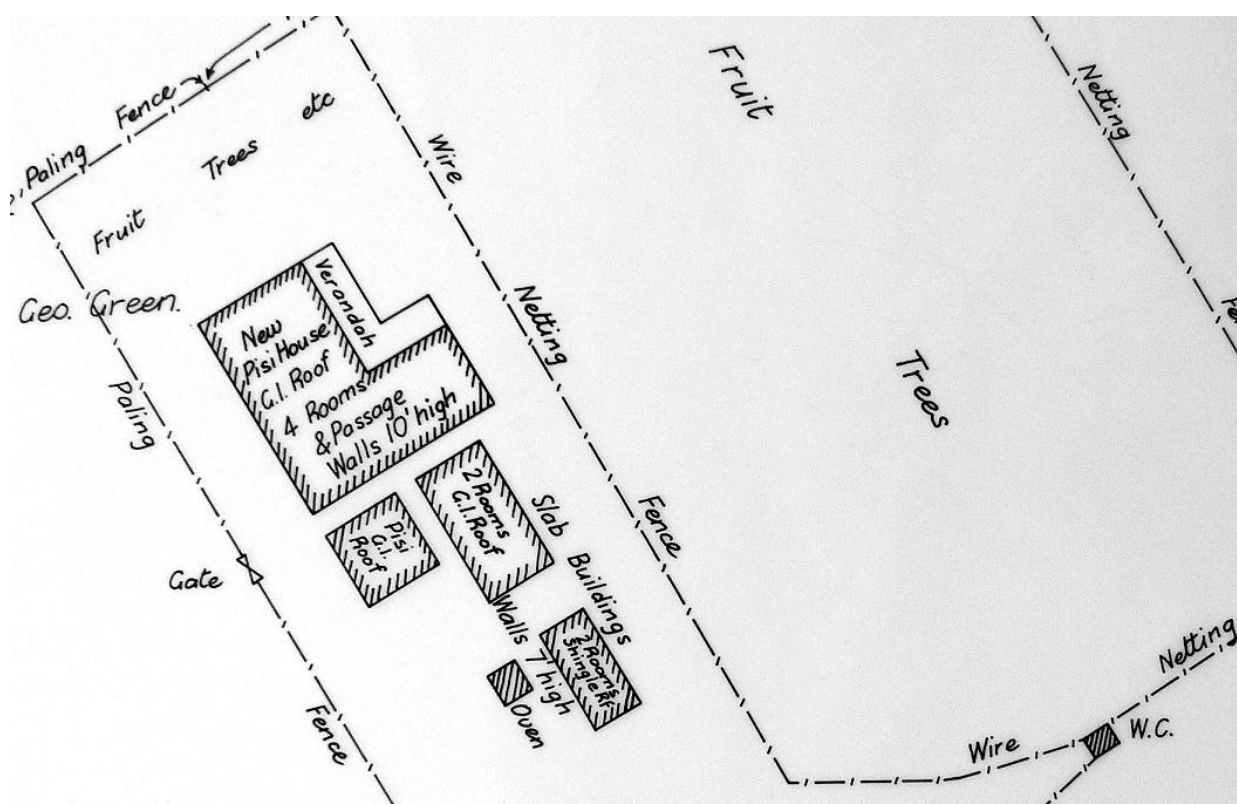 Paling Fence
Fruit Trees etc
Geo. Green.
Paling
Gate
Fence
Verandah
New
Pisi House
G.I. Roof
4 Rooms
& Passage
Walls 10' high
Pisi
G.I.
Roof
2 Rooms
G.I. Roof
Slab Buildings
Walls 7' high
2 Rooms
Shingle Rf
Oven
Wire Netting Fence
Fruit
Trees
Netting
Wire
Netting
W.C.